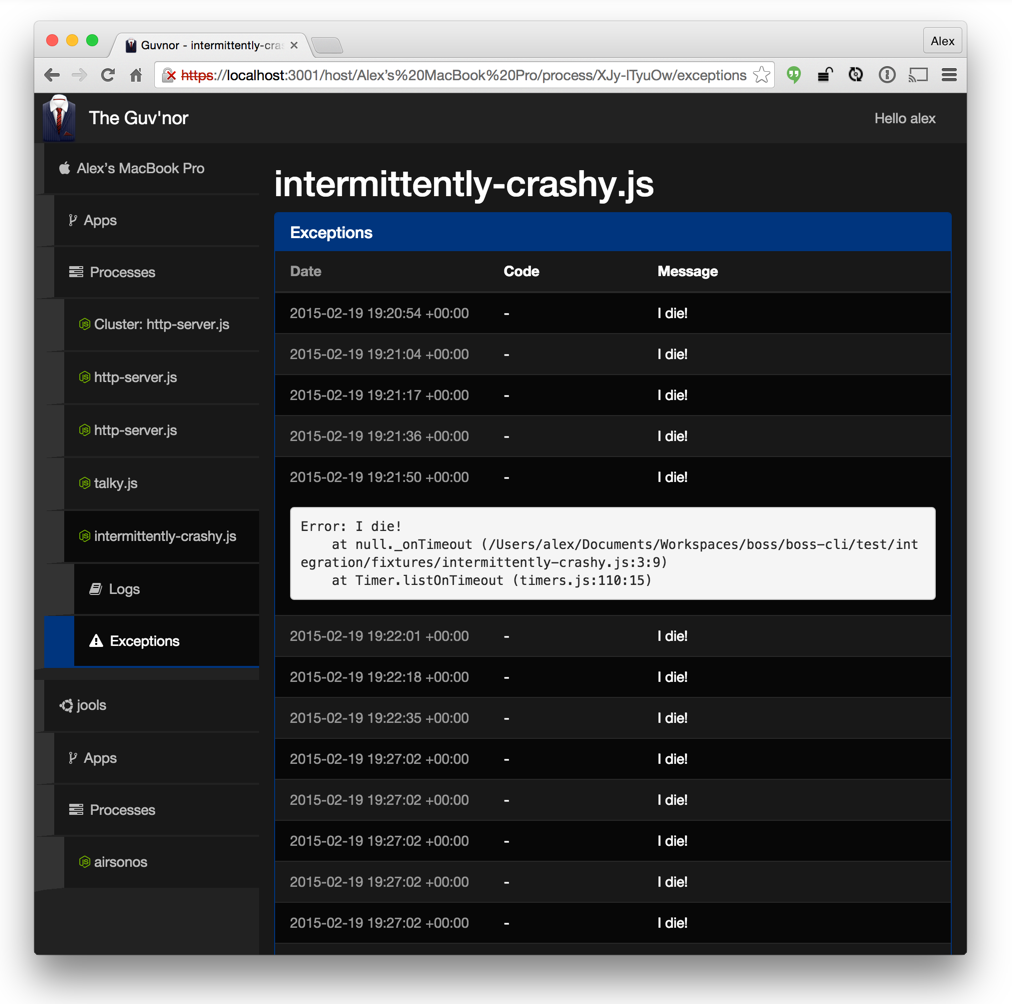 Guvnor - intermittently-cra
Alex
https://localhost:3001/host/Alex's%20MacBook%20Pro/process/XJy-lTyuOw/exceptions
The Guv'nor
Hello alex
Alex's MacBook Pro
Apps
Processes
Cluster: http-server.js
http-server.js
http-server.js
talky.js
intermittently-crashy.js
Logs
Exceptions
jools
Apps
Processes
airsonos
intermittently-crashy.js
Exceptions
Date Code Message
2015-02-19 19:20:54 +00:00 - I die!
2015-02-19 19:21:04 +00:00 - I die!
2015-02-19 19:21:17 +00:00 - I die!
2015-02-19 19:21:36 +00:00 - I die!
2015-02-19 19:21:50 +00:00 - I die!
Error: I die!
at null._onTimeout (/Users/alex/Documents/Workspaces/boss/boss-cli/test/int
egration/fixtures/intermittently-crashy.js:3:9)
at Timer.listOnTimeout (timers.js:110:15)
2015-02-19 19:22:01 +00:00 - I die!
2015-02-19 19:22:18 +00:00 - I die!
2015-02-19 19:22:35 +00:00 - I die!
2015-02-19 19:27:02 +00:00 - I die!
2015-02-19 19:27:02 +00:00 - I die!
2015-02-19 19:27:02 +00:00 - I die!
2015-02-19 19:27:02 +00:00 - I die!
2015-02-19 19:27:02 +00:00 - I die!